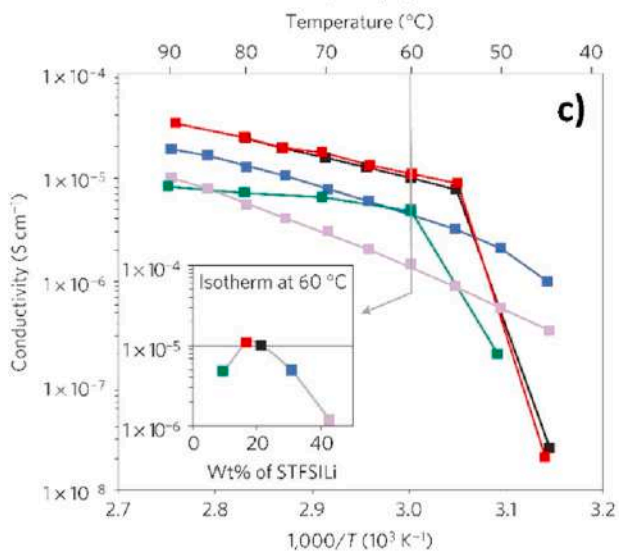 Temperature (°C)
90 80 70 60 50 40
c)
Conductivity (S cm⁻¹)
1 × 10⁻⁴
1 × 10⁻⁵
1 × 10⁻⁶
1 × 10⁻⁷
1 × 10⁻⁸
1×10⁻⁴
Isotherm at 60 °C
1×10⁻⁵
1×10⁻⁶
0 20 40
Wt% of STFSILi
2.7 2.8 2.9 3.0 3.1 3.2
1,000/T (10³ K⁻¹)